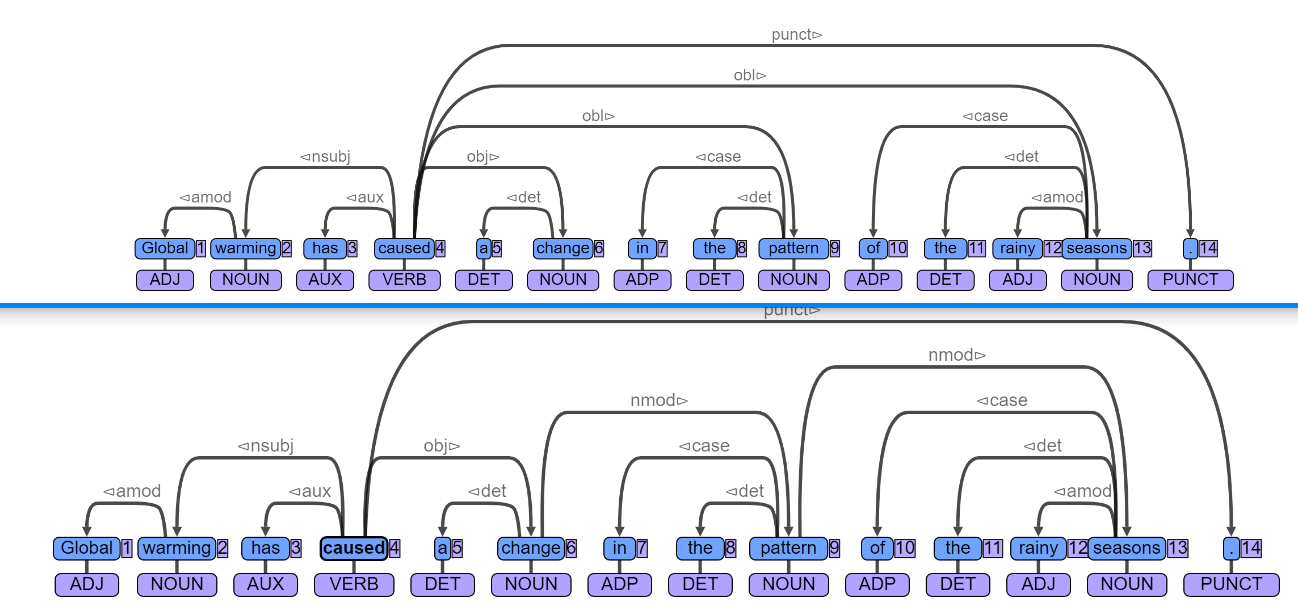 punct▻
obl▻
obl▻ ◅case
◅nsubj obj▻ ◅case ◅det
◅amod ◅aux ◅det ◅det ◅amod
Global 1 warming 2 has 3 caused 4 a 5 change 6 in 7 the 8 pattern 9 of 10 the 11 rainy 12 seasons 13 . 14
ADJ NOUN AUX VERB DET NOUN ADP DET NOUN ADP DET ADJ NOUN PUNCT
punct▻
nmod▻
nmod▻ ◅case
◅nsubj obj▻ ◅case ◅det
◅amod ◅aux ◅det ◅det ◅amod
Global 1 warming 2 has 3 caused 4 a 5 change 6 in 7 the 8 pattern 9 of 10 the 11 rainy 12 seasons 13 . 14
ADJ NOUN AUX VERB DET NOUN ADP DET NOUN ADP DET ADJ NOUN PUNCT